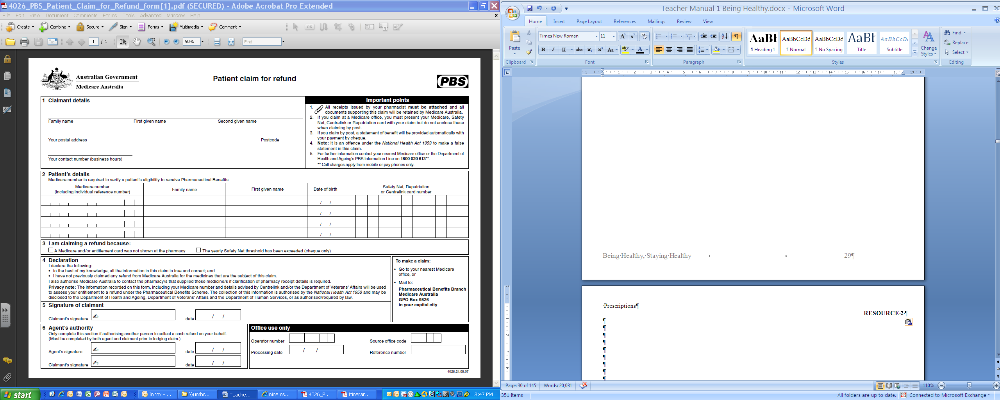 4026_PBS_Patient_Claim_for_Refund_form[1].pdf (SECURED) - Adobe Acrobat Pro Extended
File Edit View Document Comments Forms Tools Advanced Window Help
Create Combine Secure Sign Forms Multimedia Comment
1 / 1 90% Find
Australian Government
Medicare Australia
Patient claim for refund
PBS
1 Claimant details
Family name First given name Second given name
Your postal address Postcode
Your contact number (business hours)
Important points
1. All receipts issued by your pharmacist must be attached and all
documents supporting this claim will be retained by Medicare Australia.
2. If you claim at a Medicare office, you must present your Medicare, Safety
Net, Centrelink or Repatriation card with your claim but do not enclose these
when claiming by post.
3. If you claim by post, a statement of benefit will be provided automatically with
your payment by cheque.
4. Note: it is an offence under the National Health Act 1953 to make a false
statement in this claim.
5. For further information contact your nearest Medicare office or the Department of
Health and Ageing's PBS Information Line on 1800 020 613**.
** Call charges apply from mobile or pay phones only.
2 Patient's details
Medicare number is required to verify a patient's eligibility to receive Pharmaceutical Benefits
Medicare number
(including individual reference number)
Family name
First given name
Date of birth
Safety Net, Repatriation
or Centrelink card number
/ /
/ /
/ /
/ /
3 I am claiming a refund because:
A Medicare and/or entitlement card was not shown at the pharmacy The yearly Safety Net threshold has been exceeded (cheque only)
4 Declaration
I declare the following:
• to the best of my knowledge, all the information in this claim is true and correct; and
• I have not previously claimed any refund from Medicare Australia for the medicines that are the subject of this claim.
I also authorise Medicare Australia to contact the pharmacy/s that supplied these medicine/s if clarification of pharmacy receipt details is required.
Privacy note: The information recorded on this form, including your Medicare number and details advised by Centrelink and/or the Department of Veterans' Affairs will be used
to assess your entitlement to a refund under the Pharmaceutical Benefits Scheme. The collection of this information is authorised by the National Health Act 1953 and may be
disclosed to the Department of Health and Ageing, Department of Veterans' Affairs and the Department of Human Services, or as authorised/required by law.
To make a claim:
• Go to your nearest Medicare
office, or
• Mail to:
Pharmaceutical Benefits Branch
Medicare Australia
GPO Box 9826
in your capital city
5 Signature of claimant
Claimant's signature date / /
6 Agent's authority
Only complete this section if authorising another person to collect a cash refund on your behalf.
(Must be completed by both agent and claimant prior to lodging claim.)
Agent's signature date / /
Claimant's signature date / /
Office use only
Operator number Source office code
Processing date / / Reference number
4026.21.08.07
start Inbox - ... \\umbr... Teache... ninems... 4026_P... Itinerar... 3:47 PM
Teacher Manual 1 Being Healthy.docx - Microsoft Word
Home Insert Page Layout References Mailings Review View
Paste
Times New Roman 11
B I U abc x₂ x² Aa
AaBbCcDc AaBbCcDc
¶ Heading 1 ¶ Normal ¶ No Spacing Title Subtitle
Change
Styles
Find
Replace
Select
Clipboard Font Paragraph Styles Editing
1 1 2 3 4 5 6 7 8 9 10 11 12 13 14 15 16 17 18 19
Being·Healthy,·Staying·Healthy → → 29¶
·Prescriptions¶
RESOURCE·2·¶
¶
¶
¶
¶
¶
¶
¶
¶
¶
Page: 30 of 145 Words: 20,031 110%
351 Items All folders are up to date. Connected to Microsoft Exchange